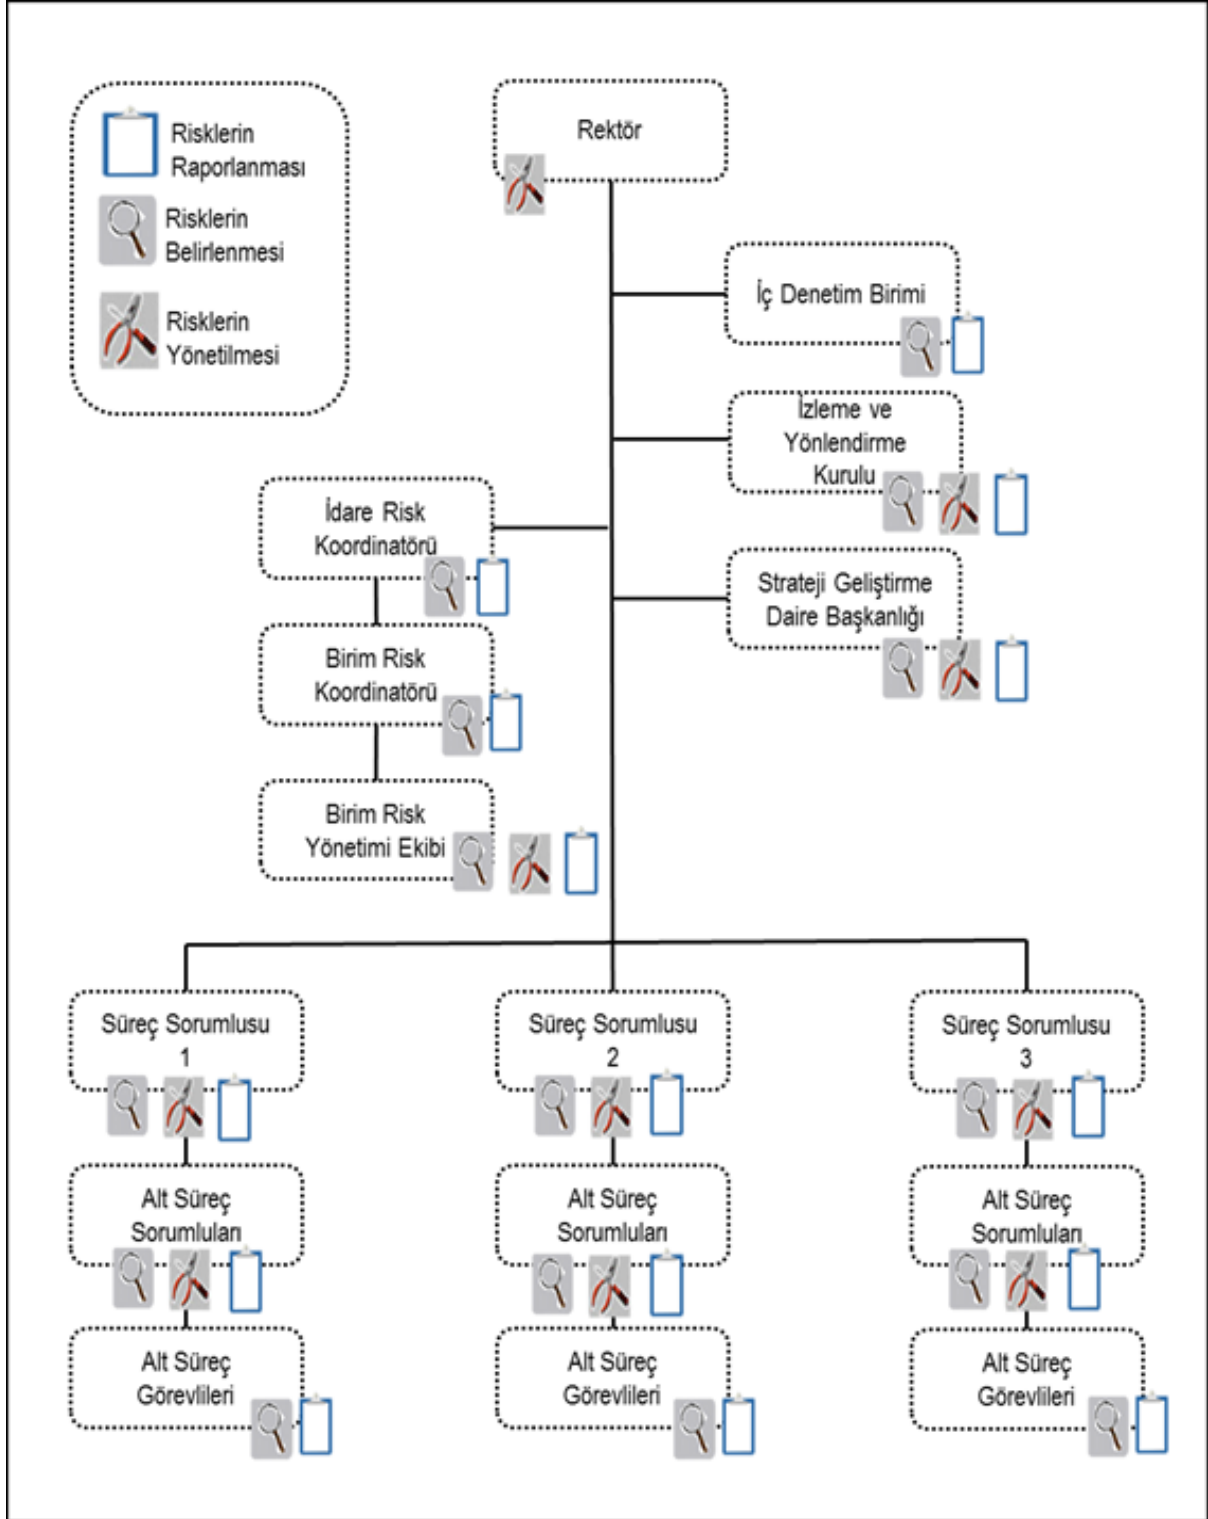 Risklerin
Raporlanması
Risklerin
Belirlenmesi
Risklerin
Yönetilmesi
Rektör
İç Denetim Birimi
İzleme ve
Yönlendirme
Kurulu
İdare Risk
Koordinatörü
Strateji Geliştirme
Daire Başkanlığı
Birim Risk
Koordinatörü
Birim Risk
Yönetimi Ekibi
Süreç Sorumlusu
1
Süreç Sorumlusu
2
Süreç Sorumlusu
3
Alt Süreç
Sorumluları
Alt Süreç
Sorumluları
Alt Süreç
Sorumluları
Alt Süreç
Görevlileri
Alt Süreç
Görevlileri
Alt Süreç
Görevlileri